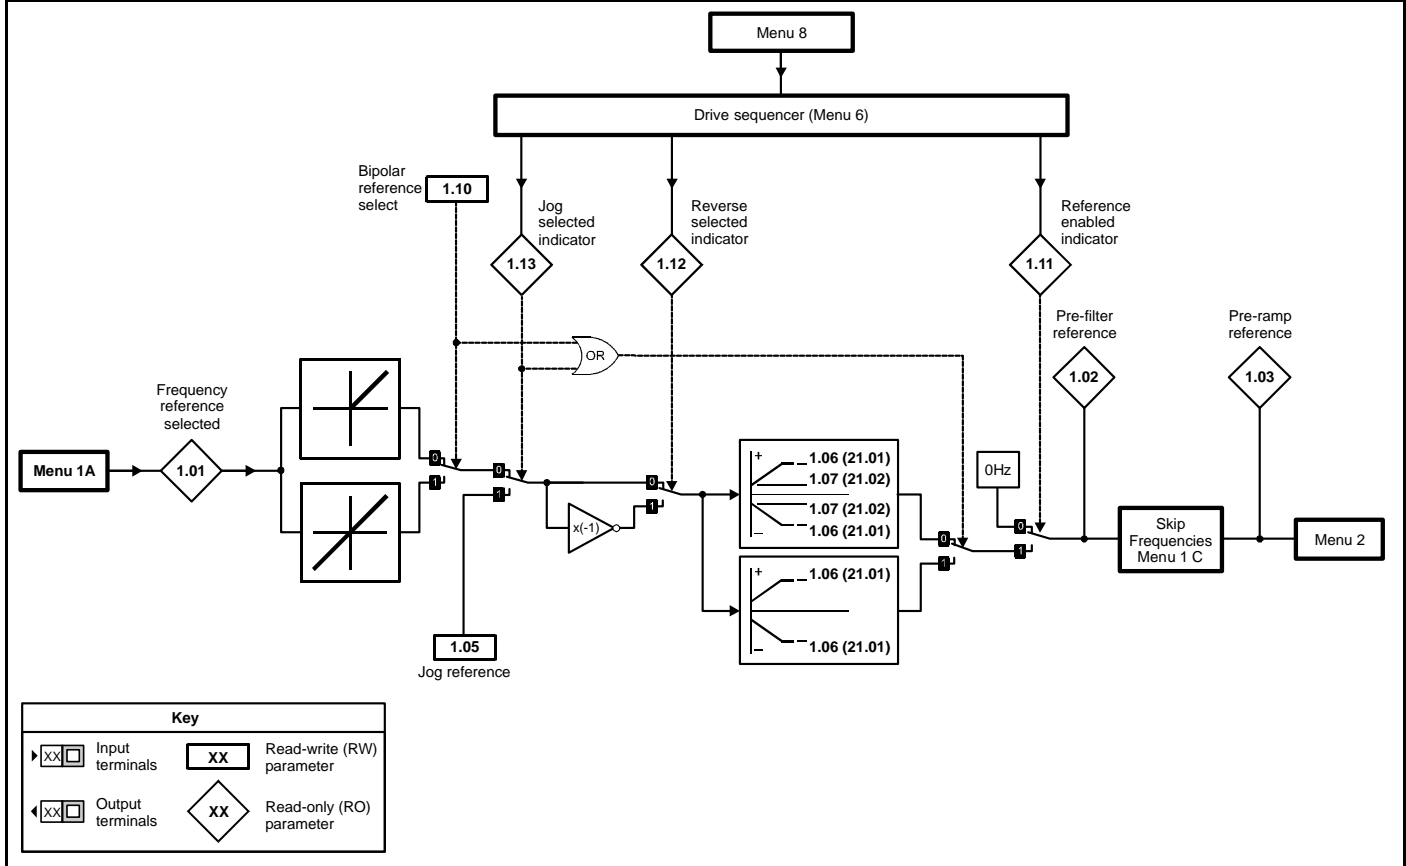 Menu 8
Drive sequencer (Menu 6)
Bipolar
reference
select
1.10
Jog
selected
indicator
1.13
Reverse
selected
indicator
1.12
Reference
enabled
indicator
1.11
Pre-filter
reference
1.02
Pre-ramp
reference
1.03
OR
Frequency
reference
selected
Menu 1A
1.01
0
1
0
1
x(-1)
0
1
+
1.06 (21.01)
1.07 (21.02)
1.07 (21.02)
1.06 (21.01)
–
+
1.06 (21.01)
1.06 (21.01)
–
0
1
0Hz
0
1
Skip
Frequencies
Menu 1 C
Menu 2
1.05
Jog reference
Key
XX
Input
terminals
XX
Read-write (RW)
parameter
XX
Output
terminals
XX
Read-only (RO)
parameter